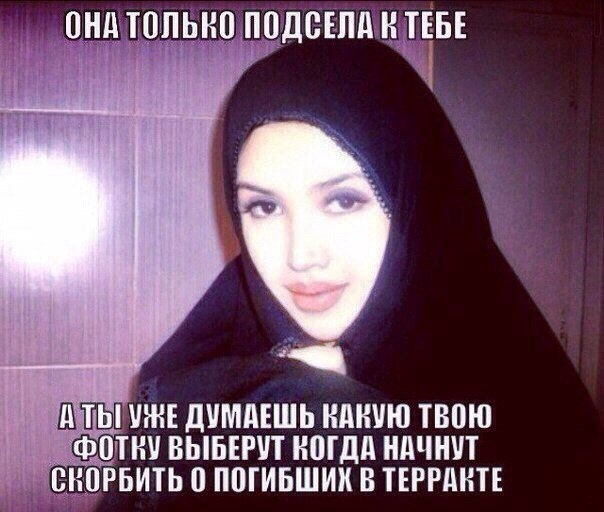 ОНА ТОЛЬКО ПОДСЕЛА К ТЕБЕ
А ТЫ УЖЕ ДУМАЕШЬ КАКУЮ ТВОЮ
ФОТКУ ВЫБЕРУТ КОГДА НАЧНУТ
СКОРБИТЬ О ПОГИБШИХ В ТЕРРАКТЕ